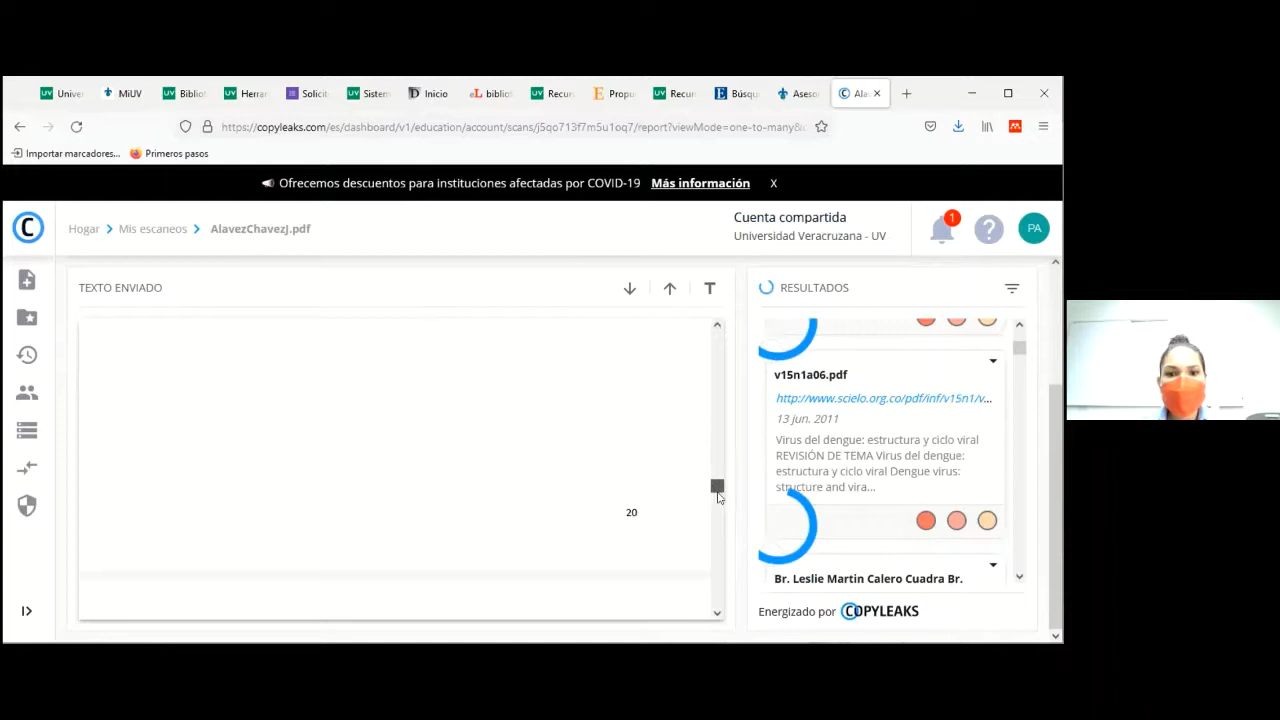 Univer
MiUV
Bibliot
Herrar
Solicit
Sistem
Inicio
eL bibliot
Recur
Propu
Recur
Búsqu
Aseso
Ala
https://copyleaks.com/es/dashboard/v1/education/account/scans/j5qo713f7m5u1oq7/report?viewMode=one-to-many&
Importar marcadores...
Primeros pasos
Ofrecemos descuentos para instituciones afectadas por COVID-19 Más información X
Hogar > Mis escaneos > AlavezChavezJ.pdf
Cuenta compartida
Universidad Veracruzana - UV
1
PA
TEXTO ENVIADO
T
RESULTADOS
20
v15n1a06.pdf
http://www.scielo.org.co/pdf/inf/v15n1/v...
13 jun. 2011
Virus del dengue: estructura y ciclo viral
REVISIÓN DE TEMA Virus del dengue:
estructura y ciclo viral Dengue virus:
structure and vira...
Br. Leslie Martin Calero Cuadra Br.
Energizado por COPYLEAKS